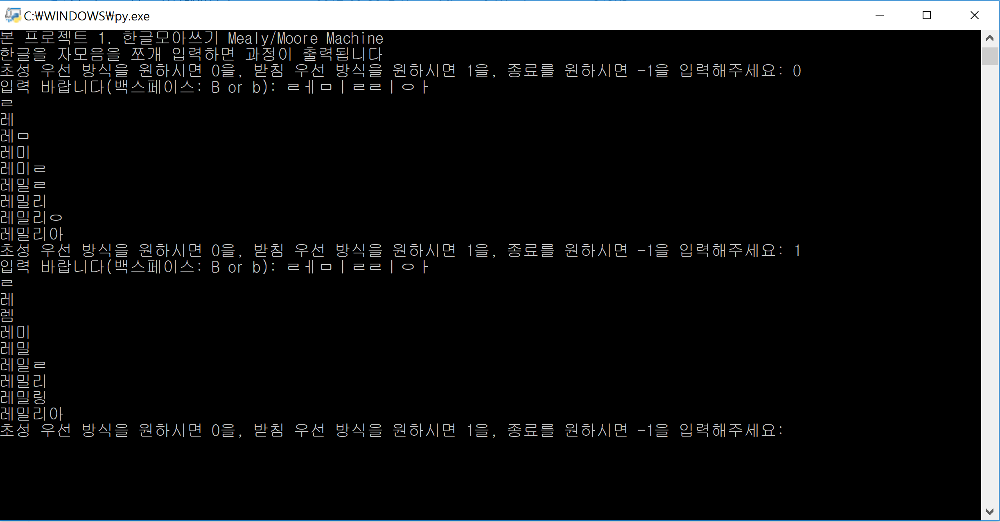 C:₩WINDOWS₩py.exe
본 프로젝트 1. 한글모아쓰기 Mealy/Moore Machine
한글을 자모음을 쪼개 입력하면 과정이 출력됩니다
초성 우선 방식을 원하시면 0을, 받침 우선 방식을 원하시면 1을, 종료를 원하시면 -1을 입력해주세요: 0
입력 바랍니다(백스페이스: B or b): ㄹㅔㅁㅣㄹㄹㅣㅇㅏ
ㄹ
레
레ㅁ
레미
레미ㄹ
레밀ㄹ
레밀리
레밀리ㅇ
레밀리아
초성 우선 방식을 원하시면 0을, 받침 우선 방식을 원하시면 1을, 종료를 원하시면 -1을 입력해주세요: 1
입력 바랍니다(백스페이스: B or b): ㄹㅔㅁㅣㄹㄹㅣㅇㅏ
ㄹ
레
렘
레미
레밀
레밀ㄹ
레밀리
레밀링
레밀리아
초성 우선 방식을 원하시면 0을, 받침 우선 방식을 원하시면 1을, 종료를 원하시면 -1을 입력해주세요: